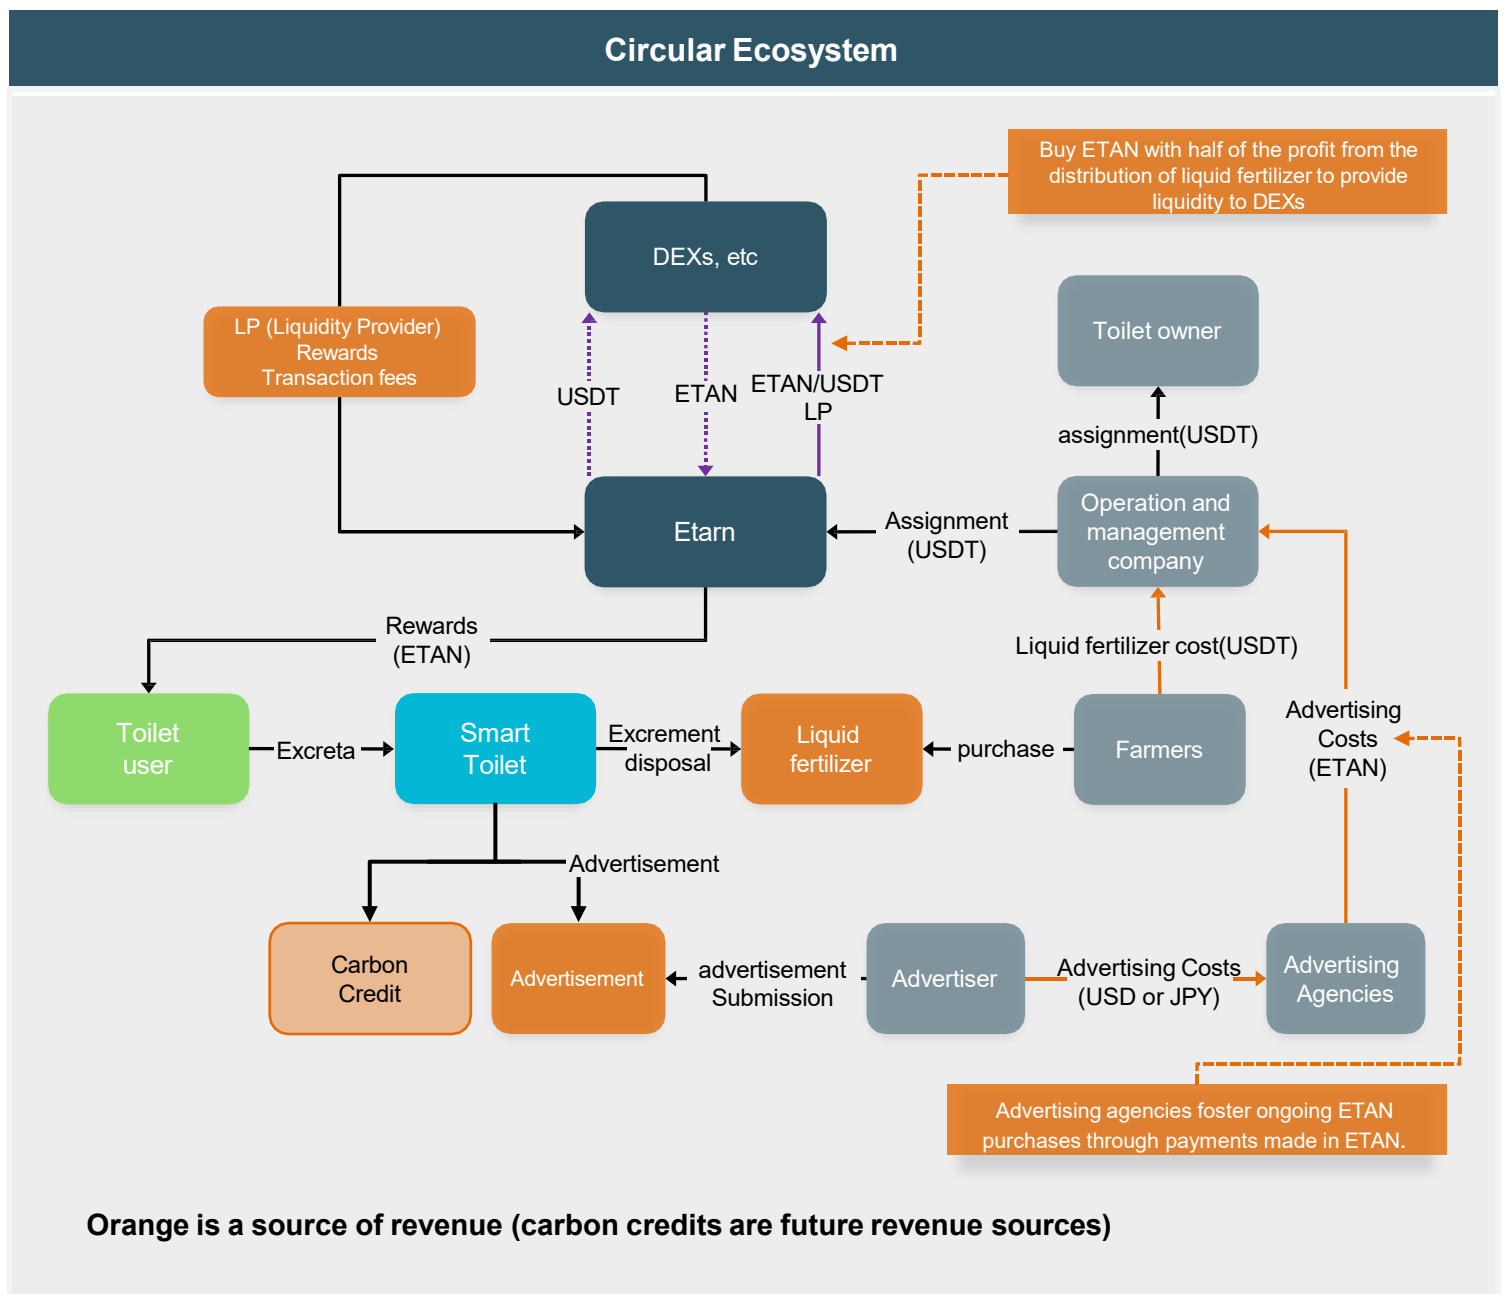 Circular Ecosystem
Buy ETAN with half of the profit from the
distribution of liquid fertilizer to provide
liquidity to DEXs
DEXs, etc
Toilet owner
LP (Liquidity Provider)
Rewards
Transaction fees
USDT
ETAN
ETAN/USDT
LP
assignment(USDT)
Etarn
Assignment
(USDT)
Operation and
management
company
Rewards
(ETAN)
Liquid fertilizer cost(USDT)
Advertising
Costs
(ETAN)
Toilet
user
Excreta
Smart
Toilet
Excrement
disposal
Liquid
fertilizer
purchase
Farmers
Advertisement
Carbon
Credit
Advertisement
advertisement
Submission
Advertiser
Advertising Costs
(USD or JPY)
Advertising
Agencies
Advertising agencies foster ongoing ETAN
purchases through payments made in ETAN.
Orange is a source of revenue (carbon credits are future revenue sources)